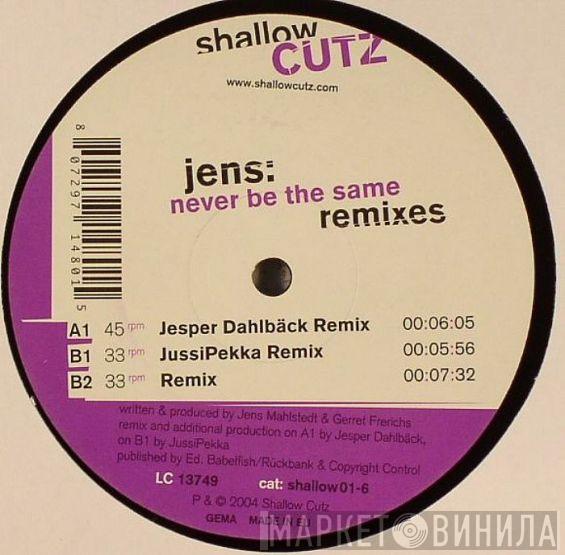 shallow
CUTZ
www.shallowcutz.com
jens:
never be the same
remixes
8 07297 14801 5
A1 45 rpm Jesper Dahlbäck Remix 00:06:05
B1 33 rpm JussiPekka Remix 00:05:56
B2 33 rpm Remix 00:07:32
written & produced by Jens Mahlstedt & Gerret Frerichs
remix and additional production on A1 by Jesper Dahlbäck,
on B1 by JussiPekka
published by Ed. Babelfish/Rückbank & Copyright Control
LC 13749 cat: shallow01-6
P & © 2004 Shallow Cutz
GEMA MADE IN EU
МАРКЕТ ВИНИЛА